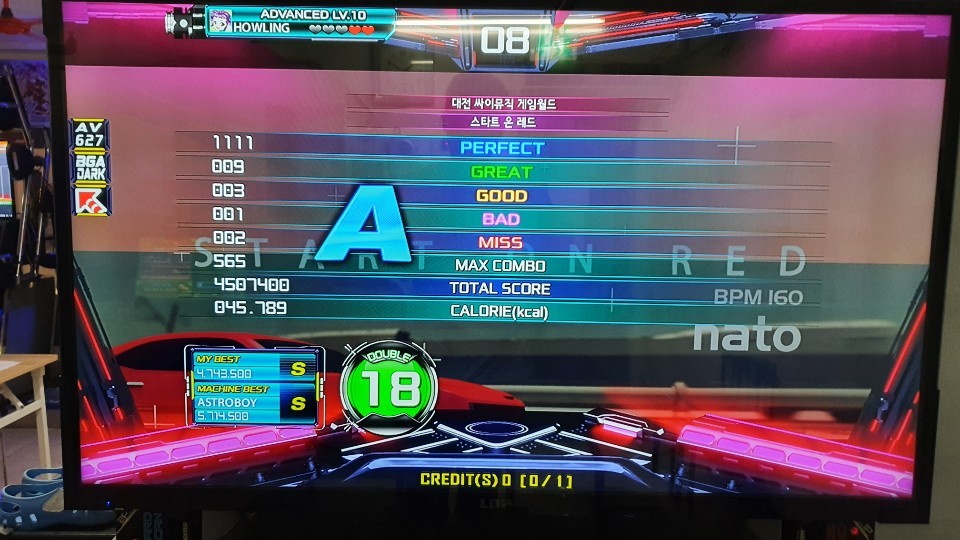 ADVANCED LV.10
HOWLING
08
대전 싸이뮤직 게임월드
스타트 온 레드
AV
627
BGA
DARK
1111 PERFECT
009 GREAT
003 GOOD
001 BAD
002 MISS
565 MAX COMBO
4507400 TOTAL SCORE
045.789 CALORIE(kcal)
A
START ON RED
BPM 160
nato
MY BEST
4.743.500 S
MACHINE BEST
ASTROBOY
5.714.500 S
DOUBLE
18
CREDIT(S) 0 [0/1]